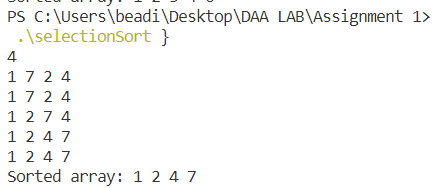 PS C:\Users\beadi\Desktop\DAA LAB\Assignment 1>
.\selectionSort }
4
1 7 2 4
1 7 2 4
1 2 7 4
1 2 4 7
1 2 4 7
Sorted array: 1 2 4 7